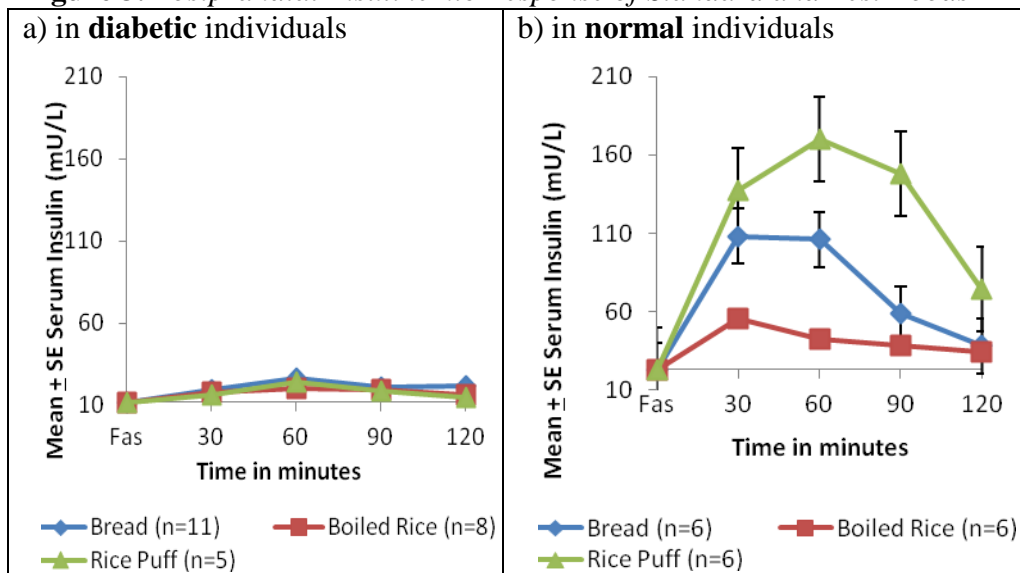 a) in diabetic individuals
Mean ± SE Serum Insulin (mU/L)
210
160
110
60
10
Fas 30 60 90 120
Time in minutes
Bread (n=11) Boiled Rice (n=8)
Rice Puff (n=5)
b) in normal individuals
Mean ± SE Serum Insulin (mU/L)
210
160
110
60
10
Fas 30 60 90 120
Time in minutes
Bread (n=6) Boiled Rice (n=6)
Rice Puff (n=6)